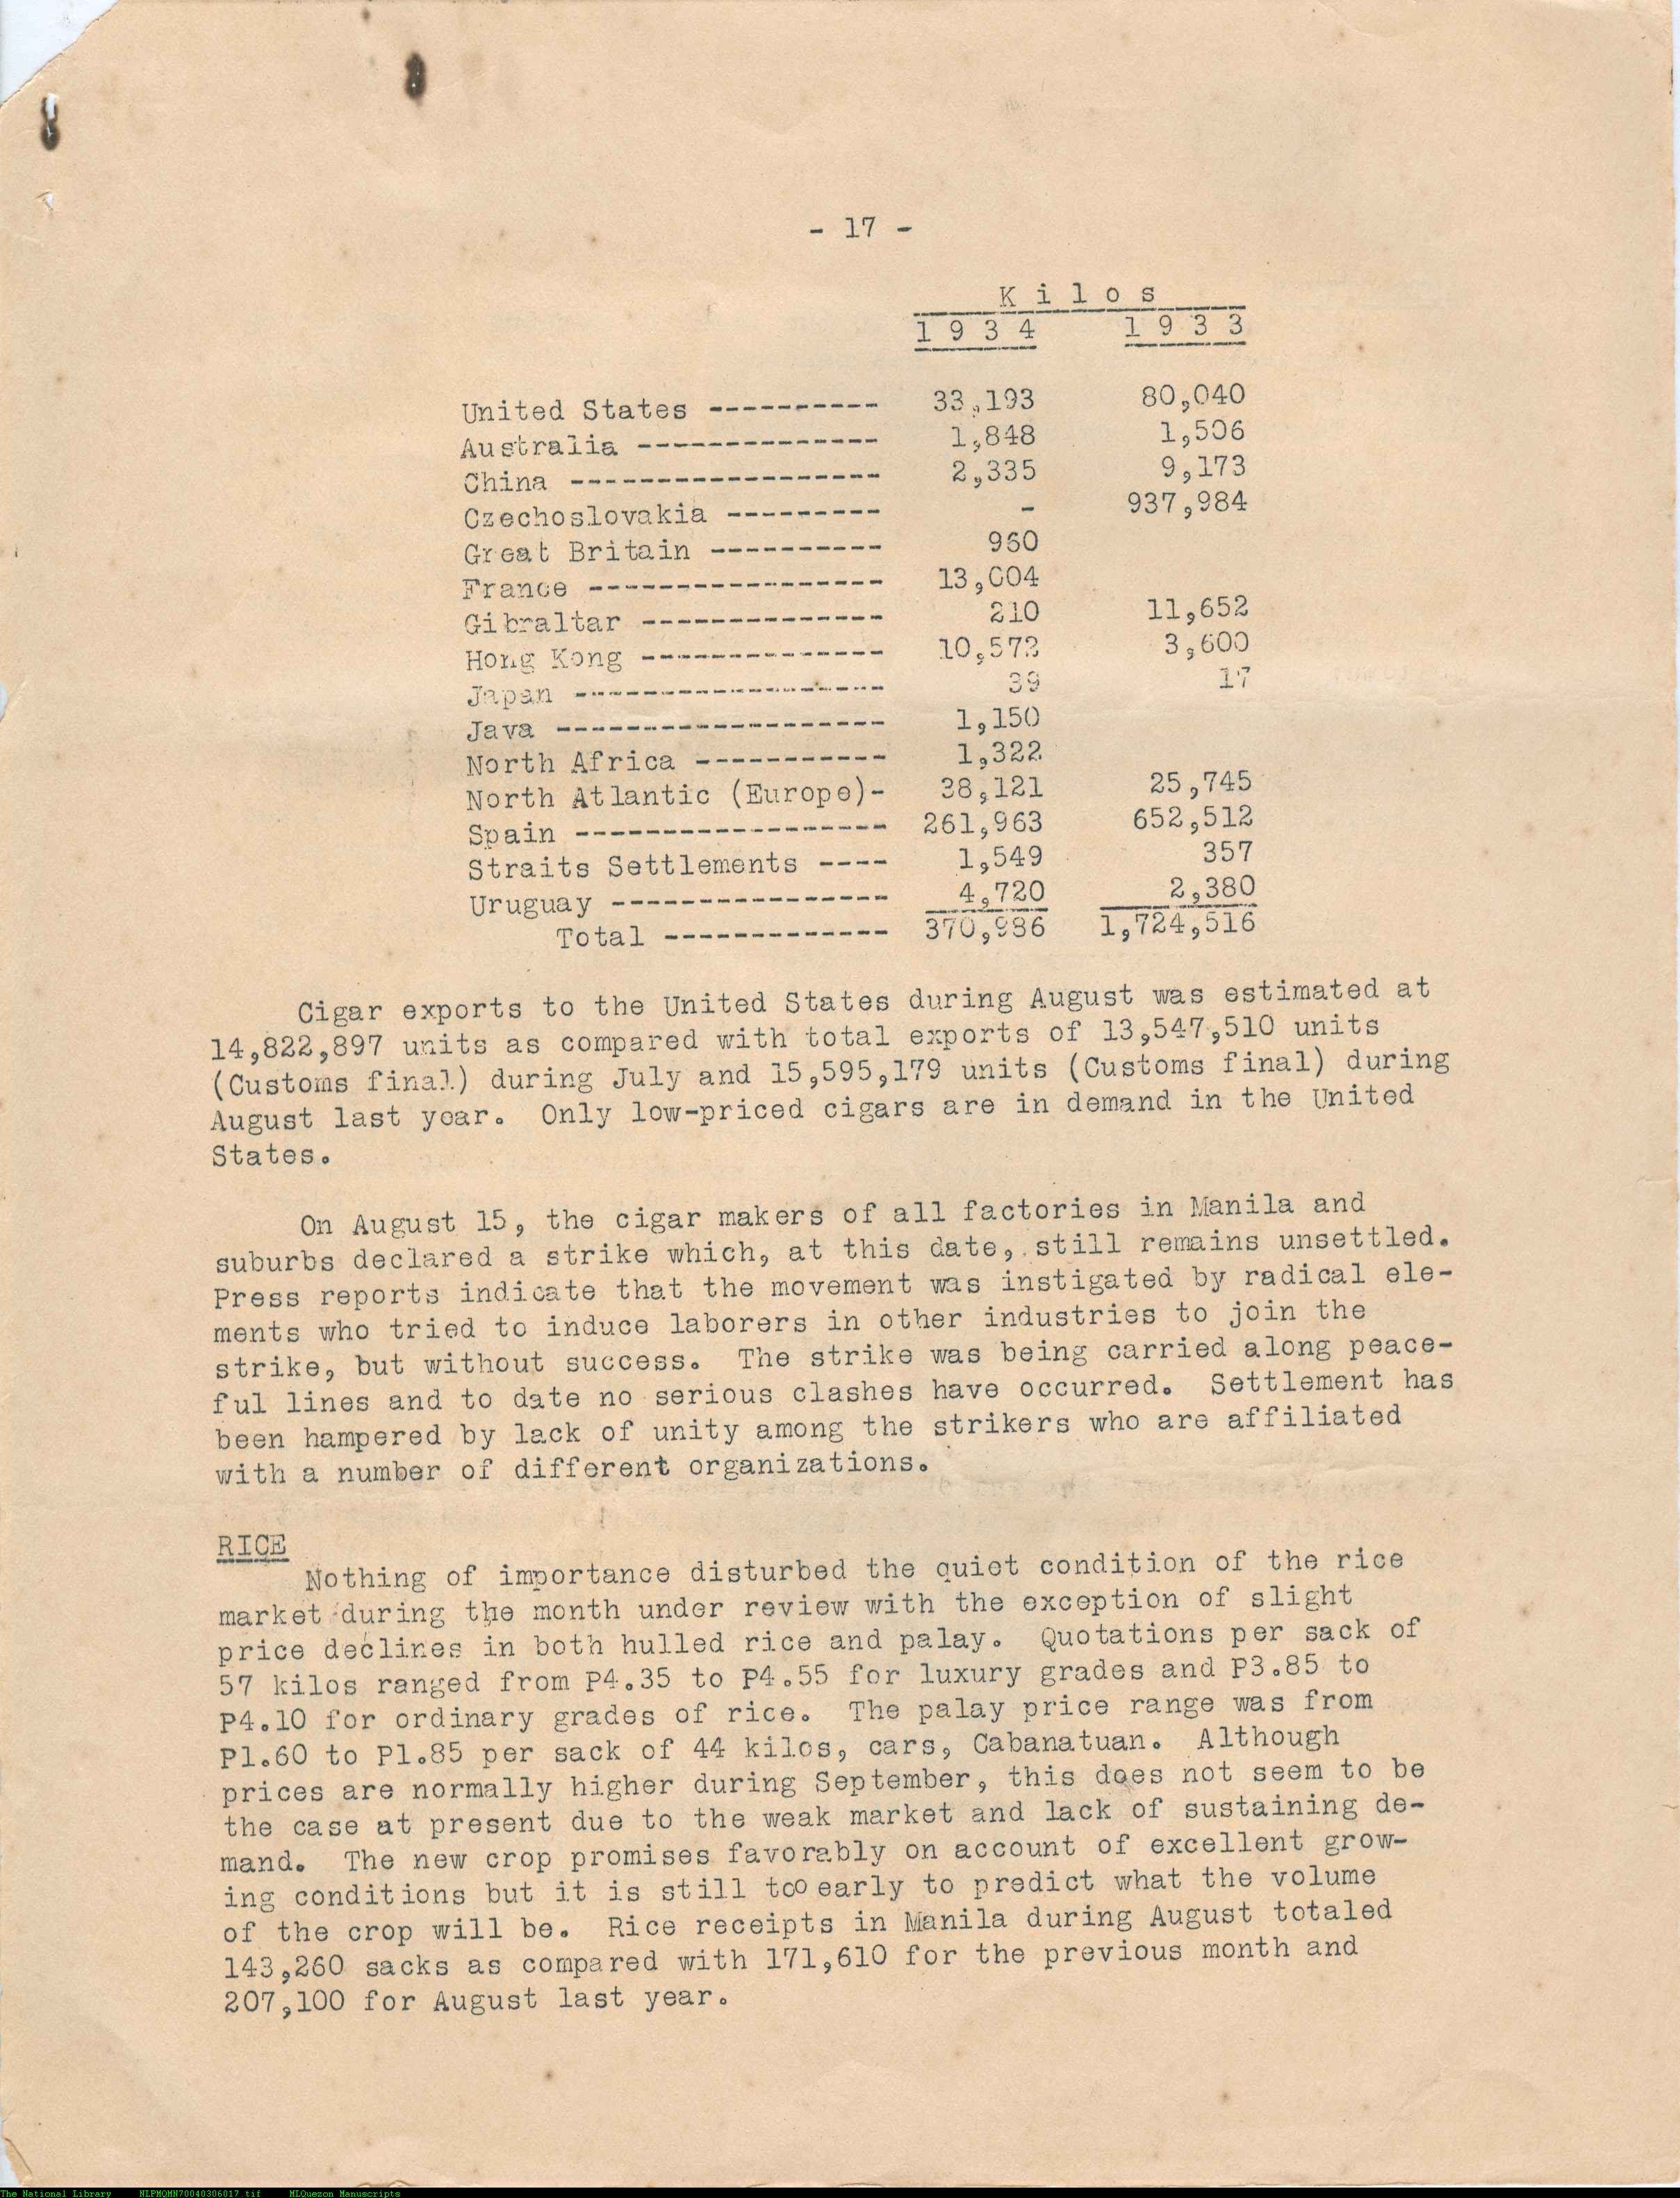 - 17 -
K i l o s
1 9 3 4 1 9 3 3
United States ---------- 33,193 80,040
Australia -------------- 1,848 1,506
China ------------------ 2,335 9,173
Czechoslovakia --------- - 937,984
Great Britain ---------- 960
France ----------------- 13,004
Gibraltar -------------- 210 11,652
Hong Kong -------------- 10,572 3,600
Japan ------------------ 39 17
Java ------------------- 1,150
North Africa ----------- 1,322
North Atlantic (Europe)- 38,121 25,745
Spain ------------------ 261,963 652,512
Straits Settlements ---- 1,549 357
Uruguay ---------------- 4,720 2,380
Total ------------- 370,986 1,724,516
Cigar exports to the United States during August was estimated at
14,822,897 units as compared with total exports of 13,547,510 units
(Customs final) during July and 15,595,179 units (Customs final) during
August last year. Only low-priced cigars are in demand in the United
States.
On August 15, the cigar makers of all factories in Manila and
suburbs declared a strike which, at this date, still remains unsettled.
Press reports indicate that the movement was instigated by radical ele-
ments who tried to induce laborers in other industries to join the
strike, but without success. The strike was being carried along peace-
ful lines and to date no serious clashes have occurred. Settlement has
been hampered by lack of unity among the strikers who are affiliated
with a number of different organizations.
RICE
Nothing of importance disturbed the quiet condition of the rice
market during the month under review with the exception of slight
price declines in both hulled rice and palay. Quotations per sack of
57 kilos ranged from P4.35 to P4.55 for luxury grades and P3.85 to
P4.10 for ordinary grades of rice. The palay price range was from
P1.60 to P1.85 per sack of 44 kilos, cars, Cabanatuan. Although
prices are normally higher during September, this does not seem to be
the case at present due to the weak market and lack of sustaining de-
mand. The new crop promises favorably on account of excellent grow-
ing conditions but it is still too early to predict what the volume
of the crop will be. Rice receipts in Manila during August totaled
143,260 sacks as compared with 171,610 for the previous month and
207,100 for August last year.
The National Library NLPMQMN70040306017.tif MLQuezon Manuscripts